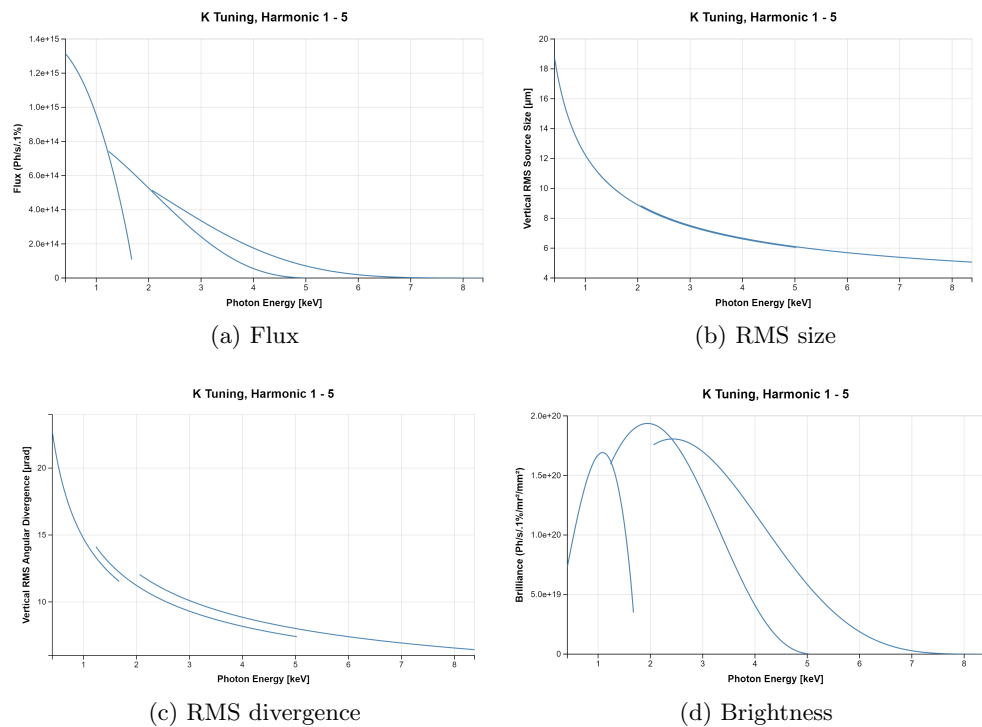 K Tuning, Harmonic 1 - 5
1.4e+15
1.2e+15
1.0e+15
8.0e+14
6.0e+14
4.0e+14
2.0e+14
0
Flux (Ph/s/.1%)
1 2 3 4 5 6 7 8
Photon Energy [keV]
(a) Flux
K Tuning, Harmonic 1 - 5
20
18
16
14
12
10
8
6
4
Vertical RMS Source Size [µm]
1 2 3 4 5 6 7 8
Photon Energy [keV]
(b) RMS size
K Tuning, Harmonic 1 - 5
20
15
10
Vertical RMS Angular Divergence [µrad]
1 2 3 4 5 6 7 8
Photon Energy [keV]
(c) RMS divergence
K Tuning, Harmonic 1 - 5
2.0e+20
1.5e+20
1.0e+20
5.0e+19
0
Brilliance (Ph/s/.1%/mr²/mm²)
1 2 3 4 5 6 7 8
Photon Energy [keV]
(d) Brightness